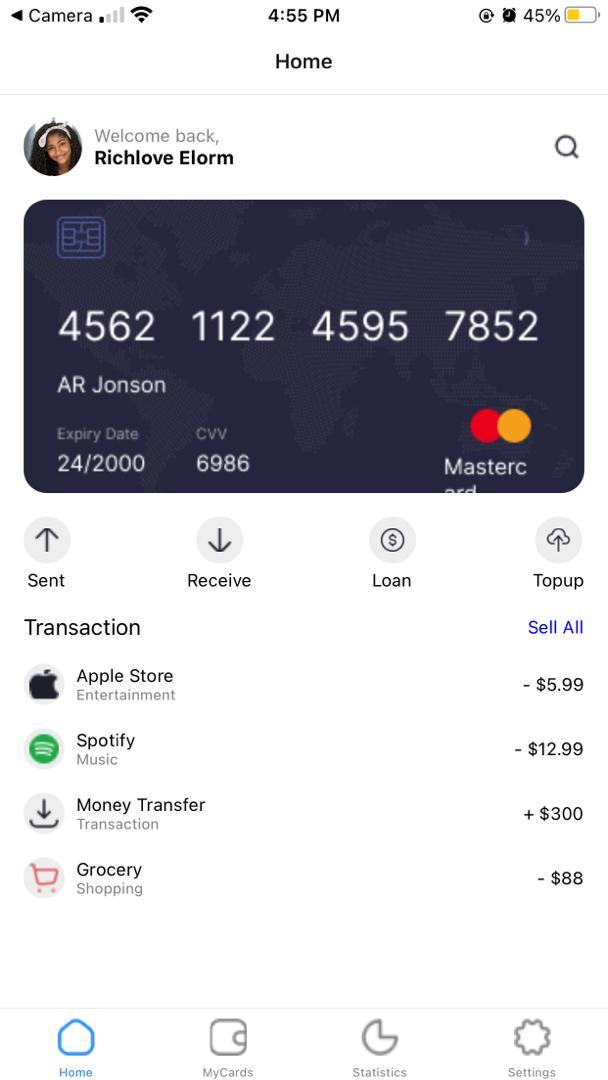 Camera 4:55 PM 45%
Home
Welcome back,
Richlove Elorm
4562 1122 4595 7852
AR Jonson
Expiry Date CVV
24/2000 6986
Masterc
ard
Sent Receive Loan Topup
Transaction Sell All
Apple Store
Entertainment
- $5.99
Spotify
Music
- $12.99
Money Transfer
Transaction
+ $300
Grocery
Shopping
- $88
Home MyCards Statistics Settings